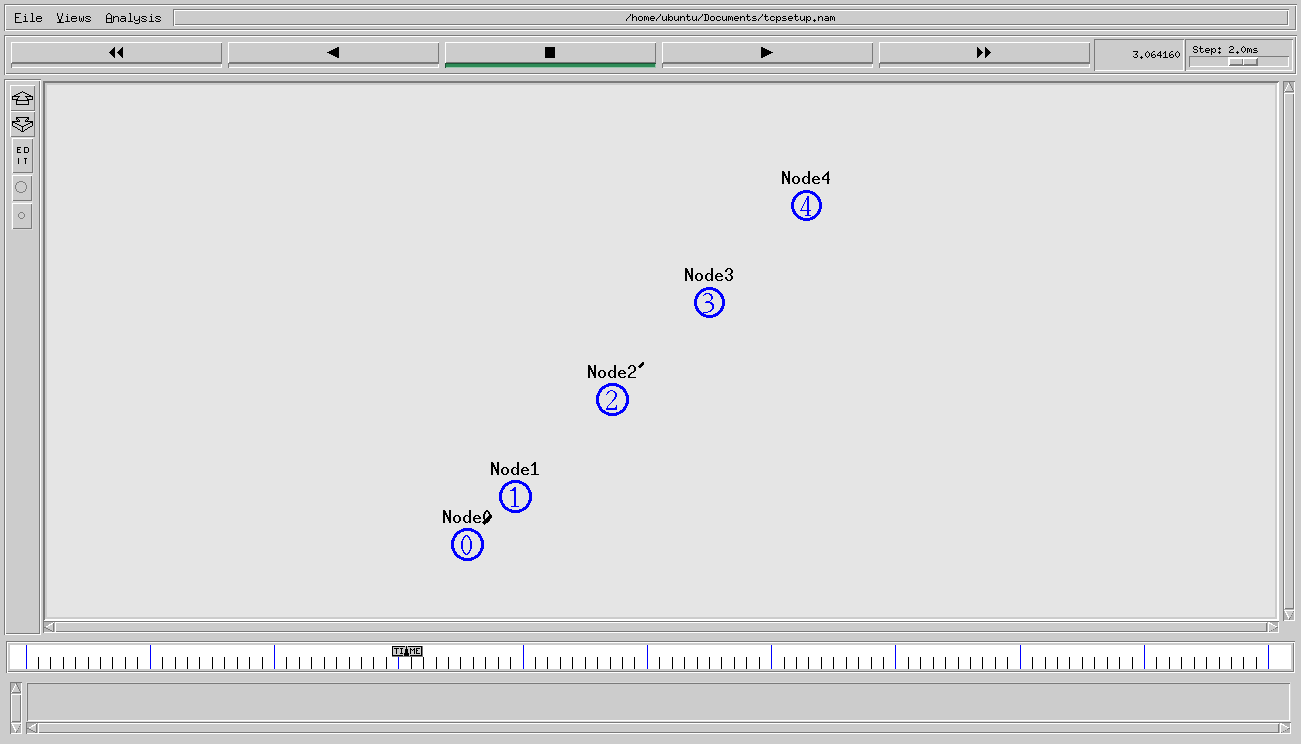 File Views Analysis /home/ubuntu/Documents/tcpsetup.nam
3.064160 Step: 2.0ms
ED
IT
Node4
4
Node3
3
Node2
2
Node1
1
Node0
0
TIME